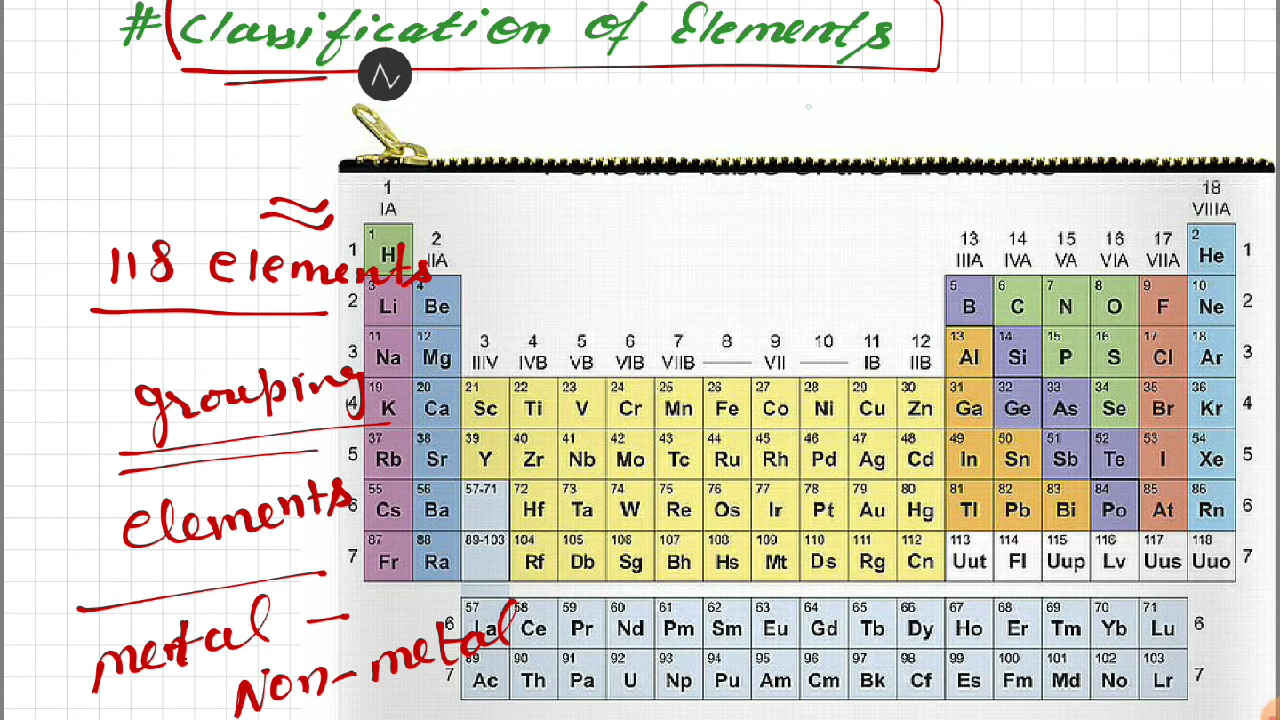 # Classification of Elements
Periodic Table of the Elements
1 18
IA VIIIA
118 elements
1 1 H 2 IIA 13 IIIA 14 IVA 15 VA 16 VIA 17 VIIA 2 He 1
2 3 Li 4 Be 5 B 6 C 7 N 8 O 9 F 10 Ne 2
3 4 5 6 7 8 9 10 11 12
IIIV IVB VB VIB VIIB VII IB IIB
3 11 Na 12 Mg 13 Al 14 Si 15 P 16 S 17 Cl 18 Ar 3
grouping
4 19 K 20 Ca 21 Sc 22 Ti 23 V 24 Cr 25 Mn 26 Fe 27 Co 28 Ni 29 Cu 30 Zn 31 Ga 32 Ge 33 As 34 Se 35 Br 36 Kr 4
5 37 Rb 38 Sr 39 Y 40 Zr 41 Nb 42 Mo 43 Tc 44 Ru 45 Rh 46 Pd 47 Ag 48 Cd 49 In 50 Sn 51 Sb 52 Te 53 I 54 Xe 5
elements
6 55 Cs 56 Ba 57-71 72 Hf 73 Ta 74 W 75 Re 76 Os 77 Ir 78 Pt 79 Au 80 Hg 81 Tl 82 Pb 83 Bi 84 Po 85 At 86 Rn 6
7 87 Fr 88 Ra 89-103 104 Rf 105 Db 106 Sg 107 Bh 108 Hs 109 Mt 110 Ds 111 Rg 112 Cn 113 Uut 114 Fl 115 Uup 116 Lv 117 Uus 118 Uuo 7
metal -
Non-metal
6 57 La 58 Ce 59 Pr 60 Nd 61 Pm 62 Sm 63 Eu 64 Gd 65 Tb 66 Dy 67 Ho 68 Er 69 Tm 70 Yb 71 Lu 6
7 89 Ac 90 Th 91 Pa 92 U 93 Np 94 Pu 95 Am 96 Cm 97 Bk 98 Cf 99 Es 100 Fm 101 Md 102 No 103 Lr 7